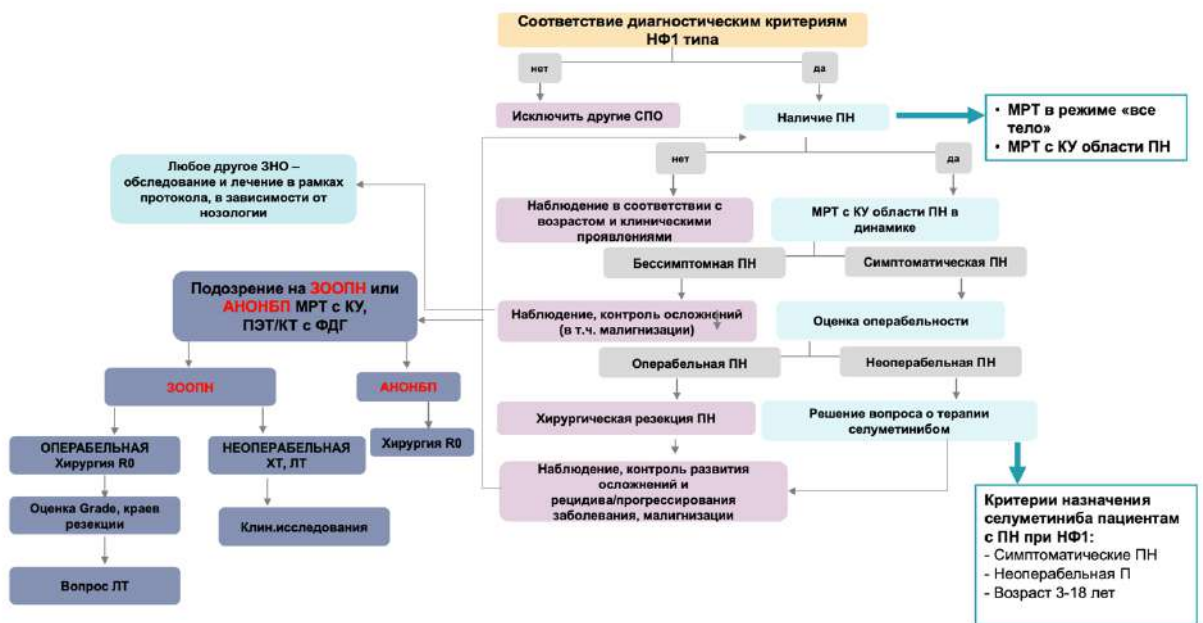 Соответствие диагностическим критериям
НФ1 типа
нет
да
Исключить другие СПО
Наличие ПН
• МРТ в режиме «все
тело»
• МРТ с КУ области ПН
нет
да
Любое другое ЗНО –
обследование и лечение в рамках
протокола, в зависимости от
нозологии
Наблюдение в соответствии с
возрастом и клиническими
проявлениями
МРТ с КУ области ПН в
динамике
Бессимптомная ПН
Симптоматическая ПН
Подозрение на ЗООПН или
АНОНБП МРТ с КУ,
ПЭТ/КТ с ФДГ
Наблюдение, контроль осложнений
(в т.ч. малигнизации)
Оценка операбельности
Операбельная ПН
Неоперабельная ПН
ЗООПН
АНОНБП
Хирургическая резекция ПН
Решение вопроса о терапии
селуметинибом
ОПЕРАБЕЛЬНАЯ
Хирургия R0
НЕОПЕРАБЕЛЬНАЯ
ХТ, ЛТ
Хирургия R0
Наблюдение, контроль развития
осложнений и
рецидива/прогрессирования
заболевания, малигнизации
Оценка Grade, краев
резекции
Клин.исследования
Вопрос ЛТ
Критерии назначения
селуметиниба пациентам
с ПН при НФ1:
- Симптоматические ПН
- Неоперабельная П
- Возраст 3-18 лет